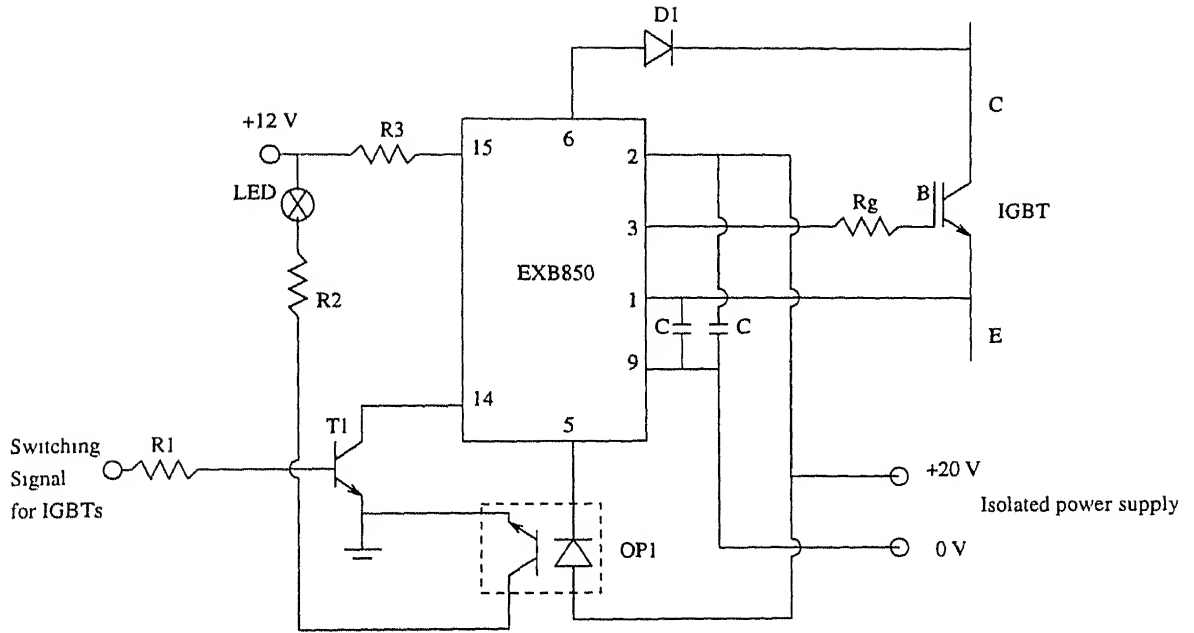 D1
C
+12 V
R3
15
6
2
LED
B
Rg
IGBT
3
EXB850
R2
1
C
C
E
9
14
T1
5
Switching
Signal
for IGBTs
R1
+20 V
Isolated power supply
OP1
0 V